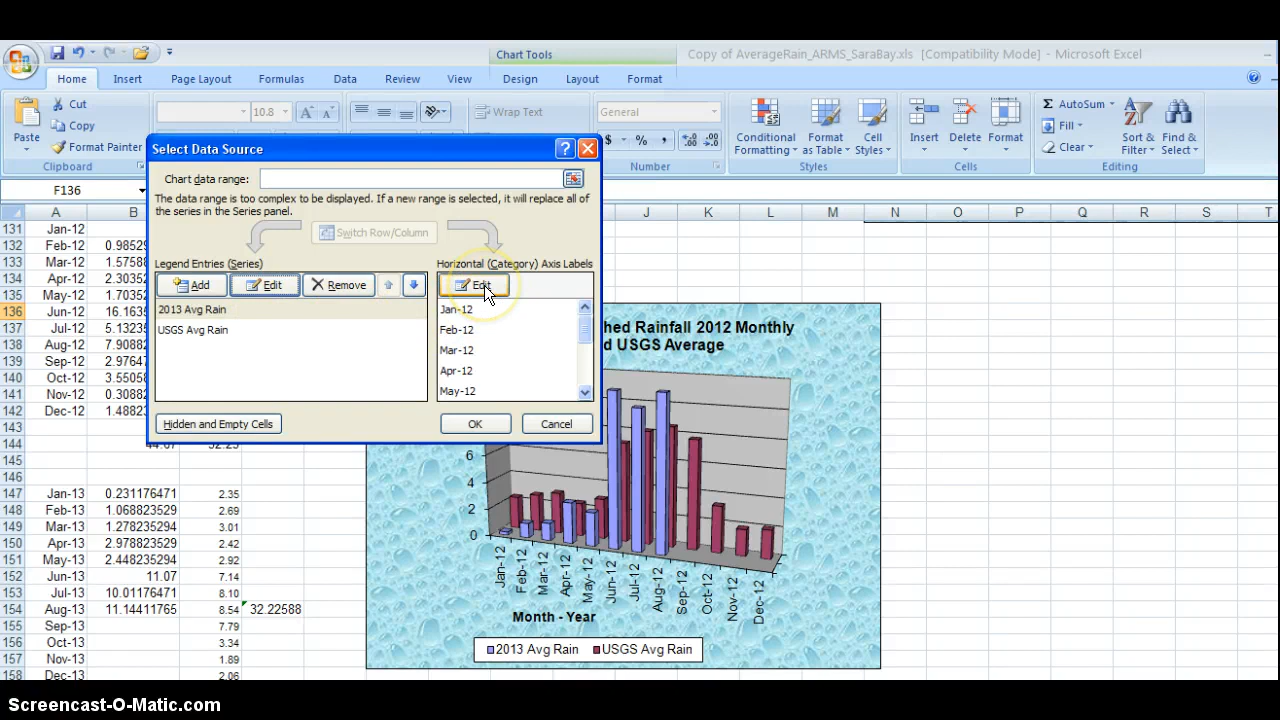 Chart Tools
Copy of AverageRain_ARMS_SaraBay.xls [Compatibility Mode] - Microsoft Excel
Home Insert Page Layout Formulas Data Review View Design Layout Format
Paste
Cut
Copy
Format Painter
Clipboard
10.8
Wrap Text
General
$ % ,
Number
Conditional Formatting
Format as Table
Cell Styles
Styles
Insert
Delete
Format
Cells
AutoSum
Fill
Clear
Sort & Filter
Find & Select
Editing
F136
A B J K L M N O P Q R S T
Select Data Source
Chart data range:
The data range is too complex to be displayed. If a new range is selected, it will replace all of
the series in the Series panel.
Switch Row/Column
Legend Entries (Series)
Add Edit Remove
2013 Avg Rain
USGS Avg Rain
Horizontal (Category) Axis Labels
Edit
Jan-12
Feb-12
Mar-12
Apr-12
May-12
Hidden and Empty Cells
OK
Cancel
131 Jan-12
132 Feb-12 0.9852
133 Mar-12 1.57588
134 Apr-12 2.30352
135 May-12 1.70352
136 Jun-12 16.1635
137 Jul-12 5.13235
138 Aug-12 7.90882
139 Sep-12 2.97647
140 Oct-12 3.55058
141 Nov-12 0.30882
142 Dec-12 1.4882
143
144
145
146
147 Jan-13 0.231176471 2.35
148 Feb-13 1.068823529 2.69
149 Mar-13 1.278235294 3.01
150 Apr-13 2.978823529 2.42
151 May-13 2.448235294 2.92
152 Jun-13 11.07 7.14
153 Jul-13 10.01176471 8.10
154 Aug-13 11.14411765 8.54 32.22588
155 Sep-13 7.79
156 Oct-13 3.34
157 Nov-13 1.89
158 Dec-13 2.06
hed Rainfall 2012 Monthly
d USGS Average
6
4
2
0
Jan-12
Feb-12
Mar-12
Apr-12
May-12
Jun-12
Jul-12
Aug-12
Sep-12
Oct-12
Nov-12
Dec-12
Month - Year
2013 Avg Rain USGS Avg Rain
Screencast-O-Matic.com